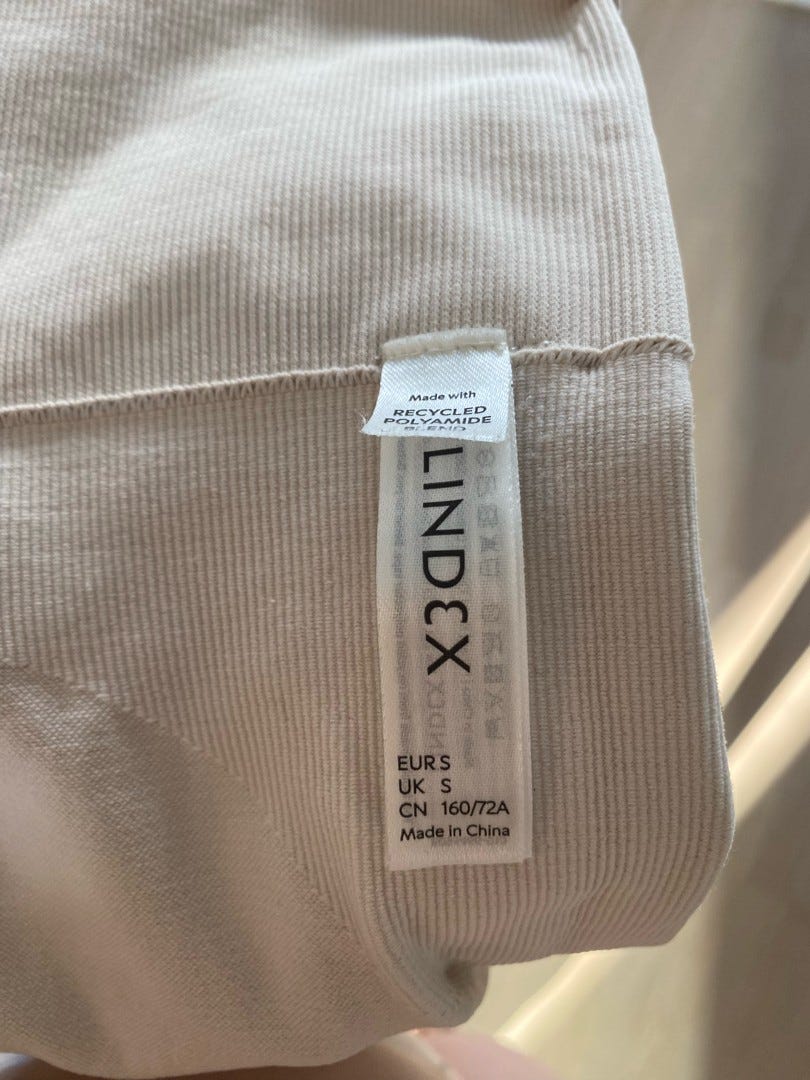 Made with
RECYCLED
POLYAMIDE
BLEND
LINDEX
EUR S
UK S
CN 160/72A
Made in China